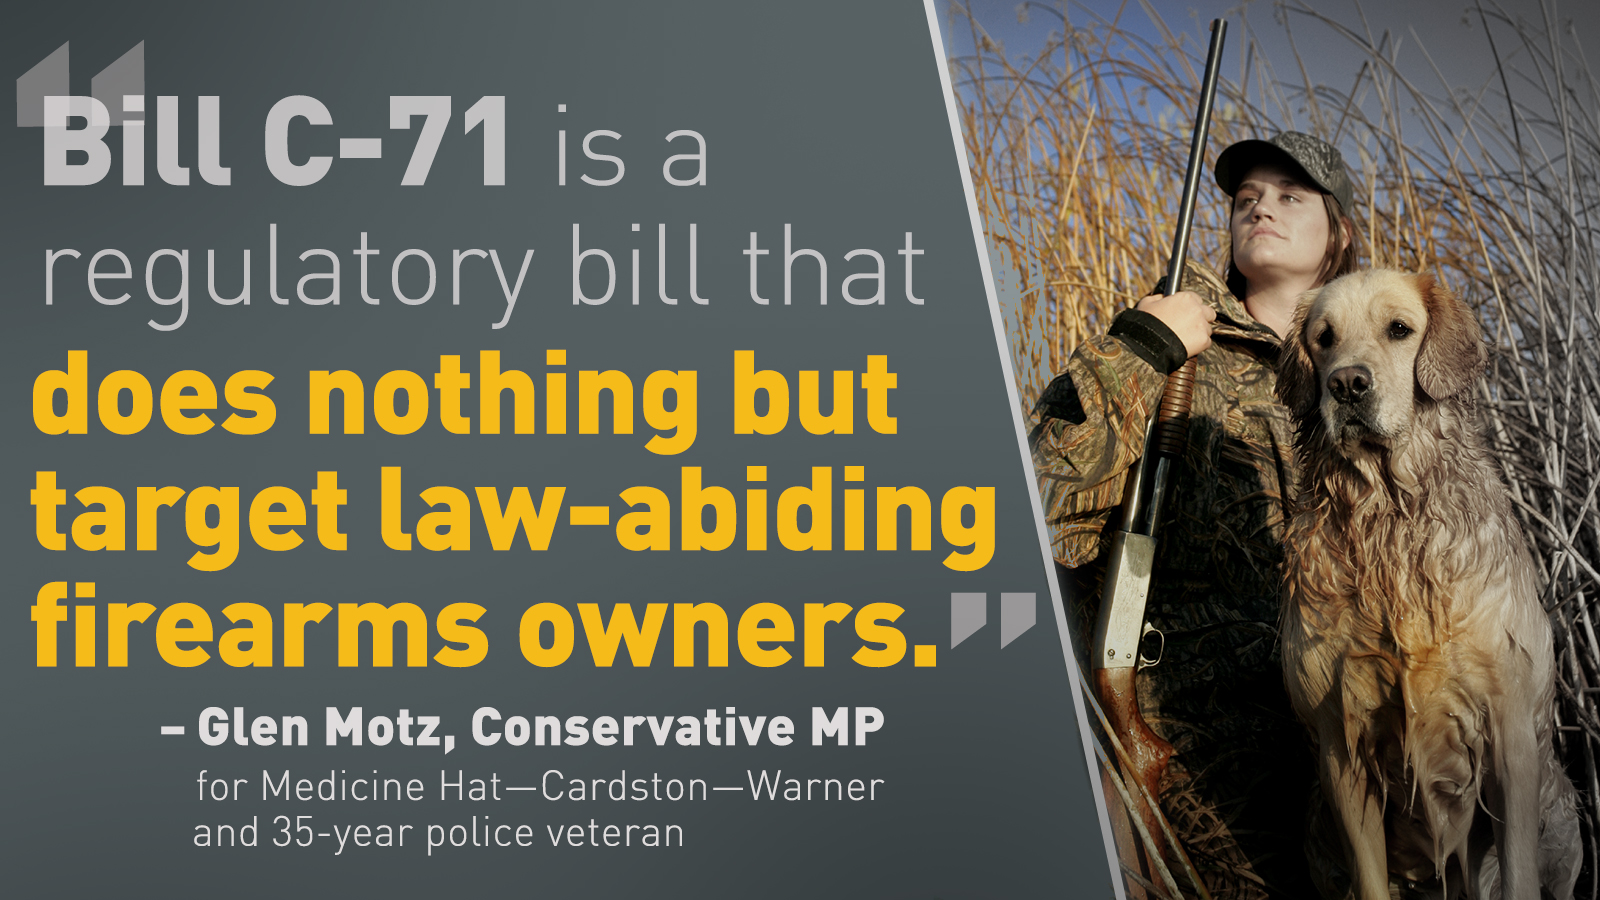 “Bill C-71 is a
regulatory bill that
does nothing but
target law-abiding
firearms owners.”
– Glen Motz, Conservative MP
for Medicine Hat—Cardston—Warner
and 35-year police veteran